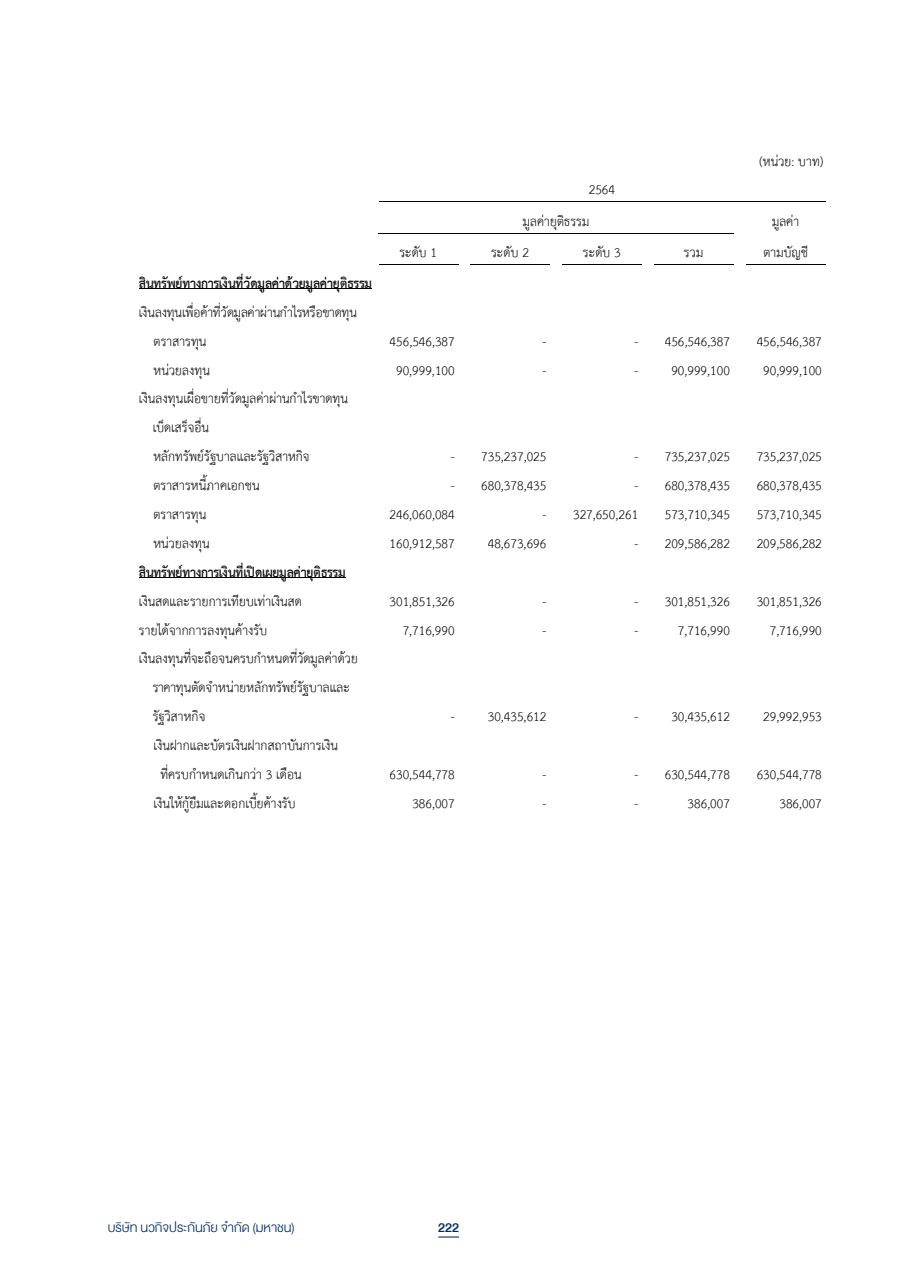 (หน่วย: บาท)
2564
มูลค่ายุติธรรม มูลค่า
ระดับ 1 ระดับ 2 ระดับ 3 รวม ตามบัญชี
สินทรัพย์ทางการเงินที่วัดมูลค่าด้วยมูลค่ายุติธรรม
เงินลงทุนเพื่อค้าที่วัดมูลค่าผ่านกำไรหรือขาดทุน
ตราสารทุน 456,546,387 - - 456,546,387 456,546,387
หน่วยลงทุน 90,999,100 - - 90,999,100 90,999,100
เงินลงทุนเผื่อขายที่วัดมูลค่าผ่านกำไรขาดทุน
เบ็ดเสร็จอื่น
หลักทรัพย์รัฐบาลและรัฐวิสาหกิจ - 735,237,025 - 735,237,025 735,237,025
ตราสารหนี้ภาคเอกชน - 680,378,435 - 680,378,435 680,378,435
ตราสารทุน 246,060,084 - 327,650,261 573,710,345 573,710,345
หน่วยลงทุน 160,912,587 48,673,696 - 209,586,282 209,586,282
สินทรัพย์ทางการเงินที่เปิดเผยมูลค่ายุติธรรม
เงินสดและรายการเทียบเท่าเงินสด 301,851,326 - - 301,851,326 301,851,326
รายได้จากการลงทุนค้างรับ 7,716,990 - - 7,716,990 7,716,990
เงินลงทุนที่จะถือจนครบกำหนดที่วัดมูลค่าด้วย
ราคาทุนตัดจำหน่ายหลักทรัพย์รัฐบาลและ
รัฐวิสาหกิจ - 30,435,612 - 30,435,612 29,992,953
เงินฝากและบัตรเงินฝากสถาบันการเงิน
ที่ครบกำหนดเกินกว่า 3 เดือน 630,544,778 - - 630,544,778 630,544,778
เงินให้กู้ยืมและดอกเบี้ยค้างรับ 386,007 - - 386,007 386,007
บริษัท นวกิจประกันภัย จำกัด (มหาชน) 222